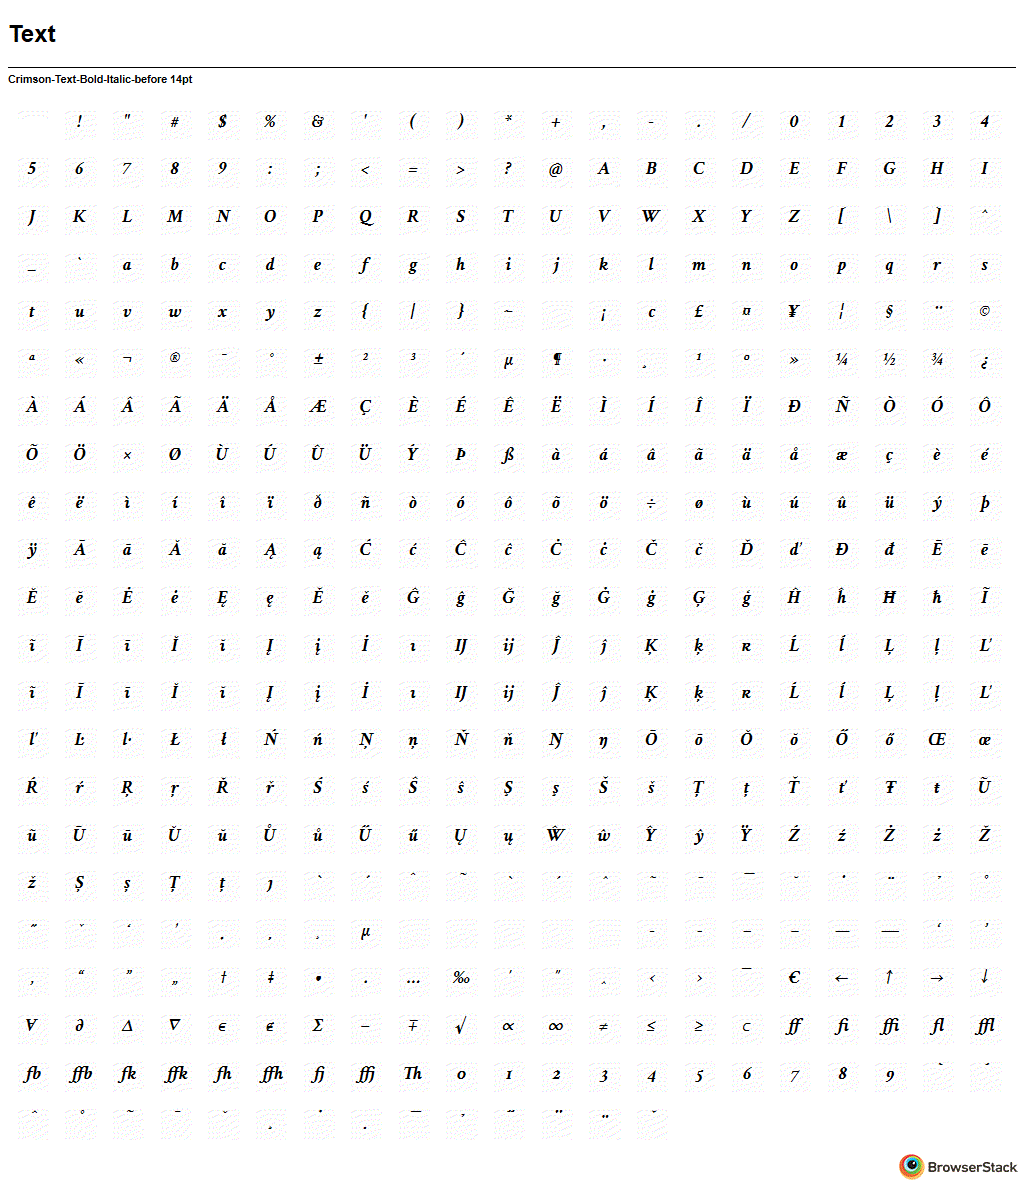 Text
Crimson-Text-Bold-Italic-before 14pt
! " # $ % & ' ( ) * + , - . / 0 1 2 3 4
5 6 7 8 9 : ; < = > ? @ A B C D E F G H I
J K L M N O P Q R S T U V W X Y Z [ \ ] ^
_ ` a b c d e f g h i j k l m n o p q r s
t u v w x y z { | } ~ ¡ c £ ¤ ¥ ¦ § ¨ ©
ª « ¬ ® ¯ ° ± ² ³ ´ µ ¶ · ¸ ¹ º » ¼ ½ ¾ ¿
À Á Â Ã Ä Å Æ Ç È É Ê Ë Ì Í Î Ï Ð Ñ Ò Ó Ô
Õ Ö × Ø Ù Ú Û Ü Ý Þ ß à á â ã ä å æ ç è é
ê ë ì í î ï ð ñ ò ó ô õ ö ÷ ø ù ú û ü ý þ
ÿ Ā ā Ă ă Ą ą Ć ć Ĉ ĉ Ċ ċ Č č Ď ď Đ đ Ē ē
Ĕ ĕ Ė ė Ę ę Ě ě Ĝ ĝ Ğ ğ Ġ ġ Ģ ģ Ĥ ĥ Ħ ħ Ĩ
ĩ Ī ī Ĭ ĭ Į į İ ı Ĳ ĳ Ĵ ĵ Ķ ķ ĸ Ĺ ĺ Ļ ļ Ľ
ĩ Ī ī Ĭ ĭ Į į İ ı Ĳ ĳ Ĵ ĵ Ķ ķ ĸ Ĺ ĺ Ļ ļ Ľ
ľ Ŀ ŀ Ł ł Ń ń Ņ ņ Ň ň Ŋ ŋ Ō ō Ŏ ŏ Ő ő Œ œ
Ŕ ŕ Ŗ ŗ Ř ř Ś ś Ŝ ŝ Ş ş Š š Ţ ţ Ť ť Ŧ ŧ Ũ
ũ Ū ū Ŭ ŭ Ů ů Ű ű Ų ų Ŵ ŵ Ŷ ŷ Ÿ Ź ź Ż ż Ž
ž Ș ș Ț ț ȷ ` ´ ˆ ˜ ` ´ ˆ ˜ ¯ ¯ ˘ ˙ ¨ ˚
˝ ˇ ʻ ' . , ¸ µ - - – – — — ‘ ’
‚ “ ” „ † ‡ • . … ‰ ′ ″ ‸ ‹ › ‾ € ← ↑ → ↓
∀ ∂ ∆ ∇ ∈ ∉ Σ − ∓ √ ∝ ∞ ≠ ≤ ≥ ⊂ ff fi ffi fl ffl
fb ffb fk ffk fh ffh fj ffj Th 0 1 2 3 4 5 6 7 8 9 ` ´
ˆ ˚ ˜ ¯ ˇ ¸ ˙ . ¯ ˝ ¨ ¨ ˘
BrowserStack